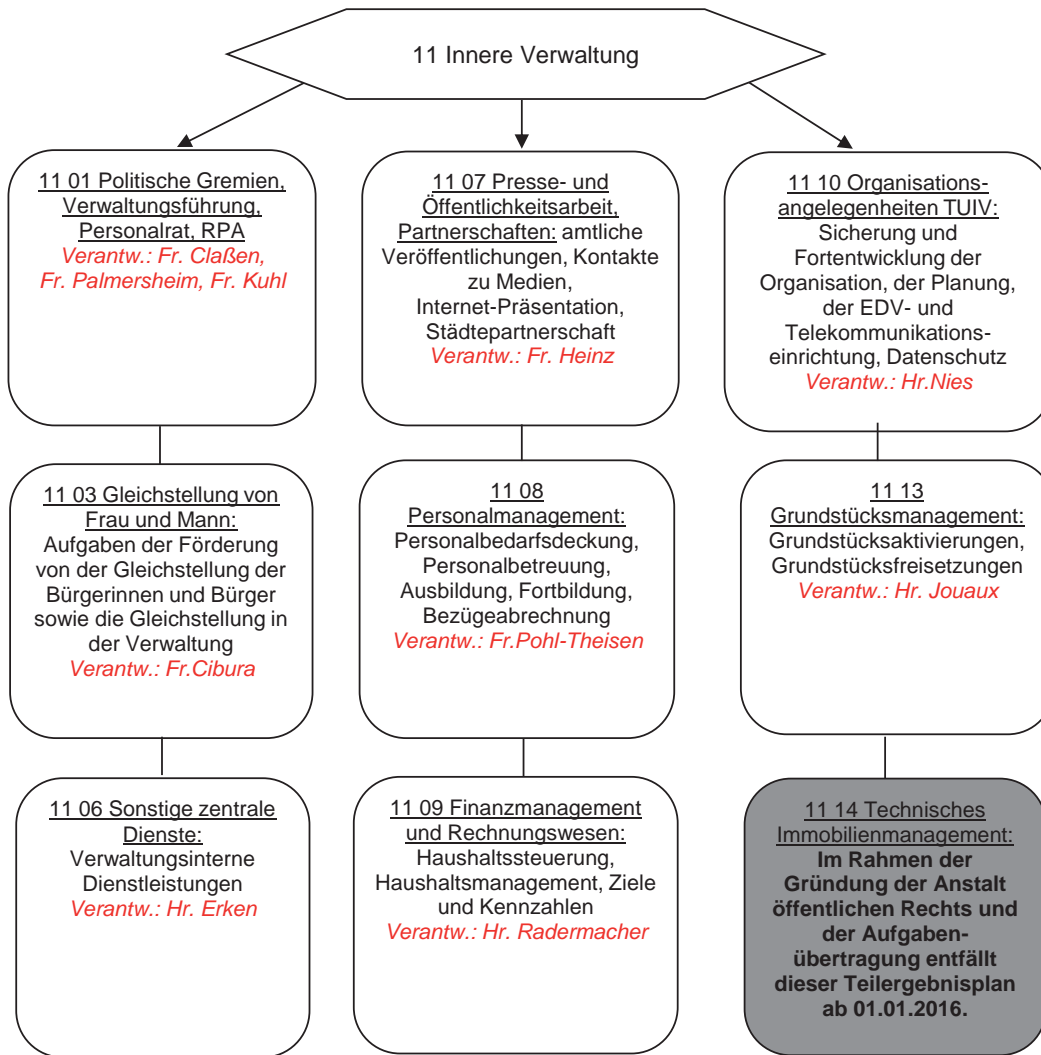 11 Innere Verwaltung
11 01 Politische Gremien,
Verwaltungsführung,
Personalrat, RPA
Verantw.: Fr. Claßen,
Fr. Palmersheim, Fr. Kuhl
11 07 Presse- und
Öffentlichkeitsarbeit,
Partnerschaften: amtliche
Veröffentlichungen, Kontakte
zu Medien,
Internet-Präsentation,
Städtepartnerschaft
Verantw.: Fr. Heinz
11 10 Organisations-
angelegenheiten TUIV:
Sicherung und
Fortentwicklung der
Organisation, der Planung,
der EDV- und
Telekommunikations-
einrichtung, Datenschutz
Verantw.: Hr.Nies
11 03 Gleichstellung von
Frau und Mann:
Aufgaben der Förderung
von der Gleichstellung der
Bürgerinnen und Bürger
sowie die Gleichstellung in
der Verwaltung
Verantw.: Fr.Cibura
11 08
Personalmanagement:
Personalbedarfsdeckung,
Personalbetreuung,
Ausbildung, Fortbildung,
Bezügeabrechnung
Verantw.: Fr.Pohl-Theisen
11 13
Grundstücksmanagement:
Grundstücksaktivierungen,
Grundstücksfreisetzungen
Verantw.: Hr. Jouaux
11 06 Sonstige zentrale
Dienste:
Verwaltungsinterne
Dienstleistungen
Verantw.: Hr. Erken
11 09 Finanzmanagement
und Rechnungswesen:
Haushaltssteuerung,
Haushaltsmanagement, Ziele
und Kennzahlen
Verantw.: Hr. Radermacher
11 14 Technisches
Immobilienmanagement:
Im Rahmen der
Gründung der Anstalt
öffentlichen Rechts und
der Aufgaben-
übertragung entfällt
dieser Teilergebnisplan
ab 01.01.2016.